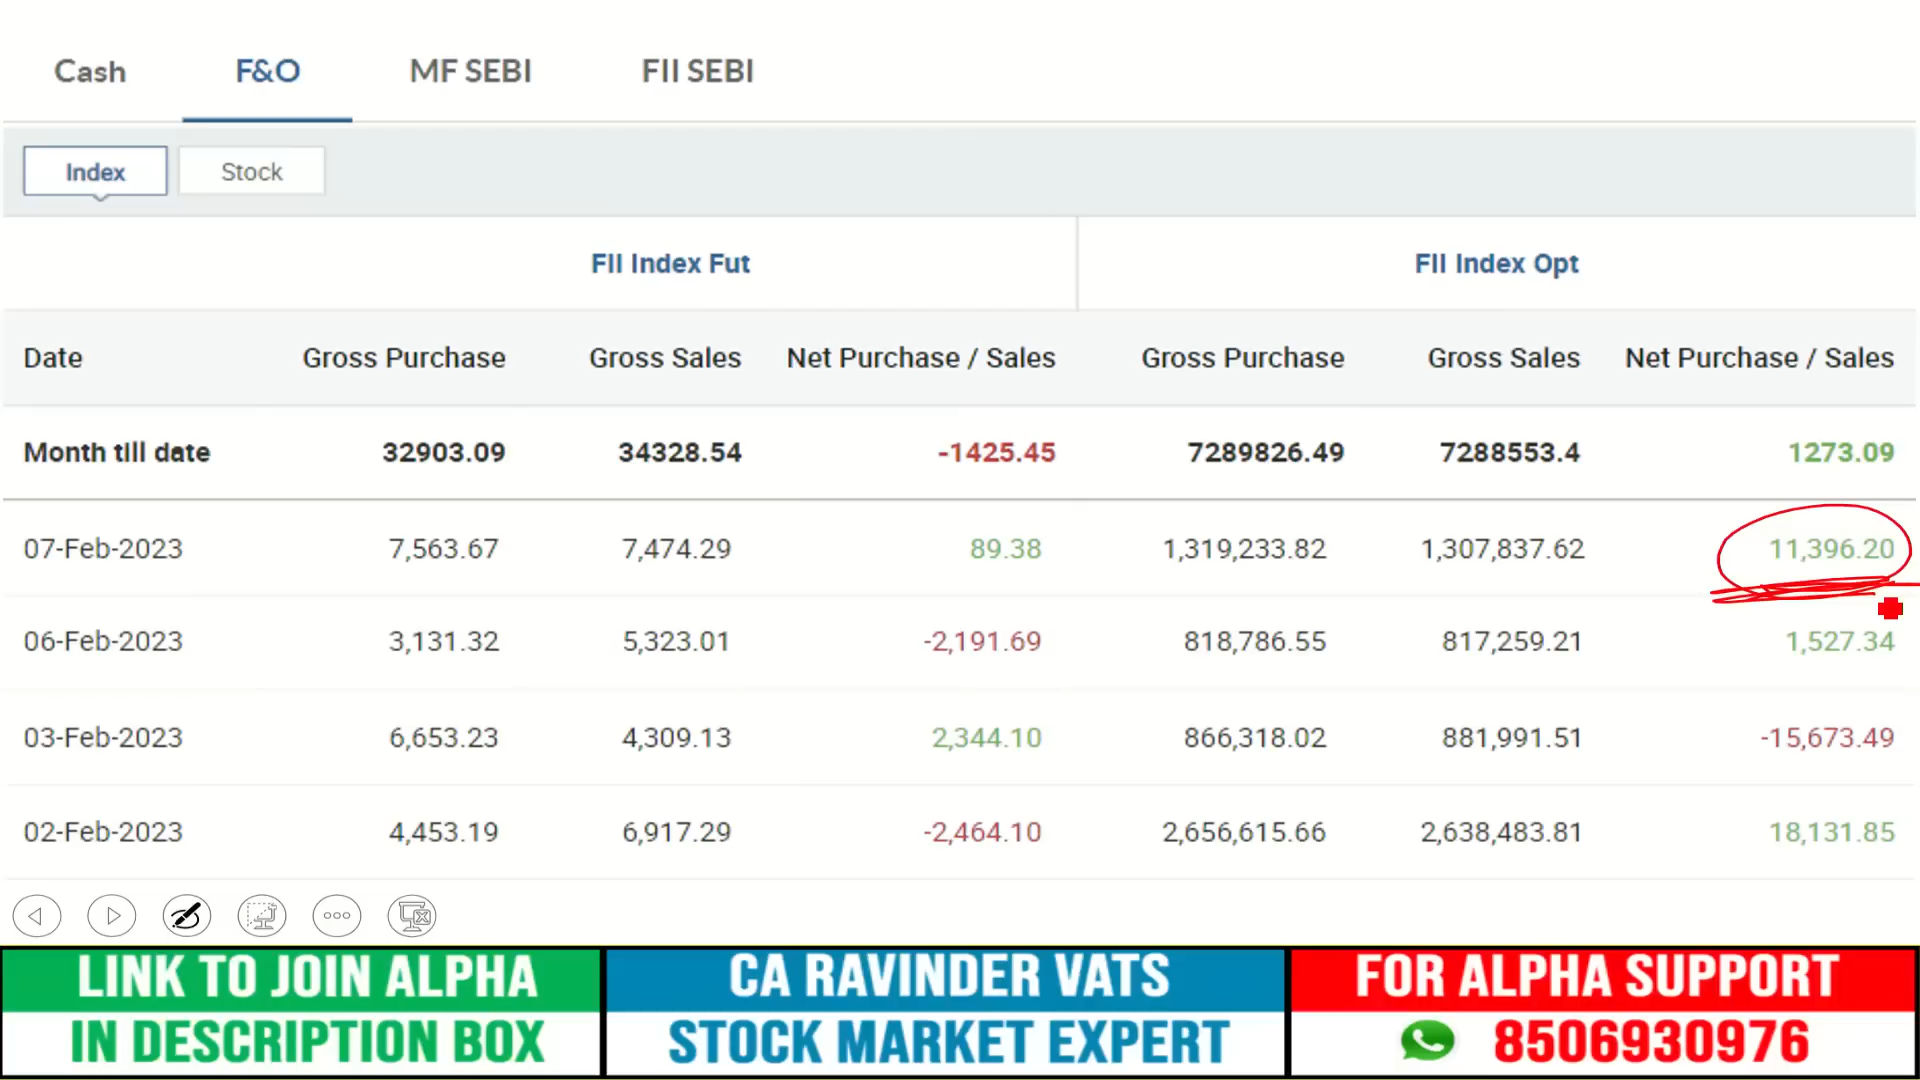 Cash F&O MF SEBI FII SEBI
Index Stock
FII Index Fut FII Index Opt
Date Gross Purchase Gross Sales Net Purchase / Sales Gross Purchase Gross Sales Net Purchase / Sales
Month till date 32903.09 34328.54 -1425.45 7289826.49 7288553.4 1273.09
07-Feb-2023 7,563.67 7,474.29 89.38 1,319,233.82 1,307,837.62 11,396.20
06-Feb-2023 3,131.32 5,323.01 -2,191.69 818,786.55 817,259.21 1,527.34
03-Feb-2023 6,653.23 4,309.13 2,344.10 866,318.02 881,991.51 -15,673.49
02-Feb-2023 4,453.19 6,917.29 -2,464.10 2,656,615.66 2,638,483.81 18,131.85
LINK TO JOIN ALPHA
IN DESCRIPTION BOX
CA RAVINDER VATS
STOCK MARKET EXPERT
FOR ALPHA SUPPORT
8506930976